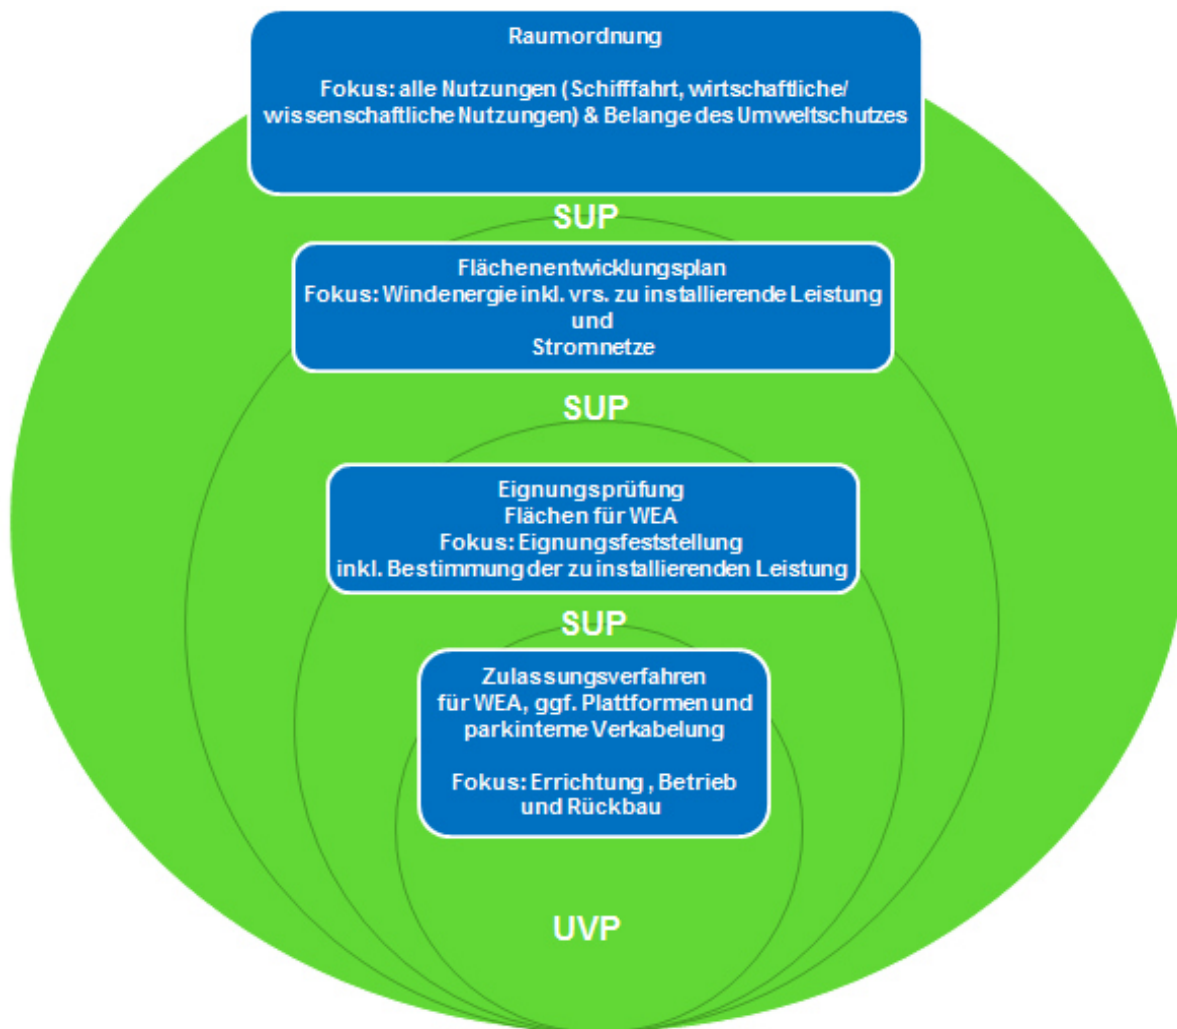 Raumordnung
Fokus: alle Nutzungen (Schifffahrt, wirtschaftliche/
wissenschaftliche Nutzungen) & Belange des Umweltschutzes
SUP
Flächenentwicklungsplan
Fokus: Windenergie inkl. vrs. zu installierende Leistung
und
Stromnetze
SUP
Eignungsprüfung
Flächen für WEA
Fokus: Eignungsfeststellung
inkl. Bestimmung der zu installierenden Leistung
SUP
Zulassungsverfahren
für WEA, ggf. Plattformen und
parkinterne Verkabelung
Fokus: Errichtung , Betrieb
und Rückbau
UVP